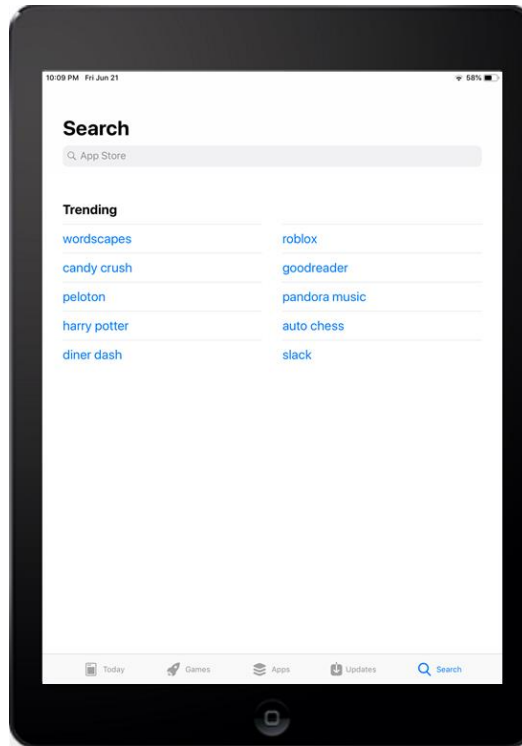 10:09 PM Fri Jun 21 58%
Search
App Store
Trending
wordscapes roblox
candy crush goodreader
peloton pandora music
harry potter auto chess
diner dash slack
Today Games Apps Updates Search